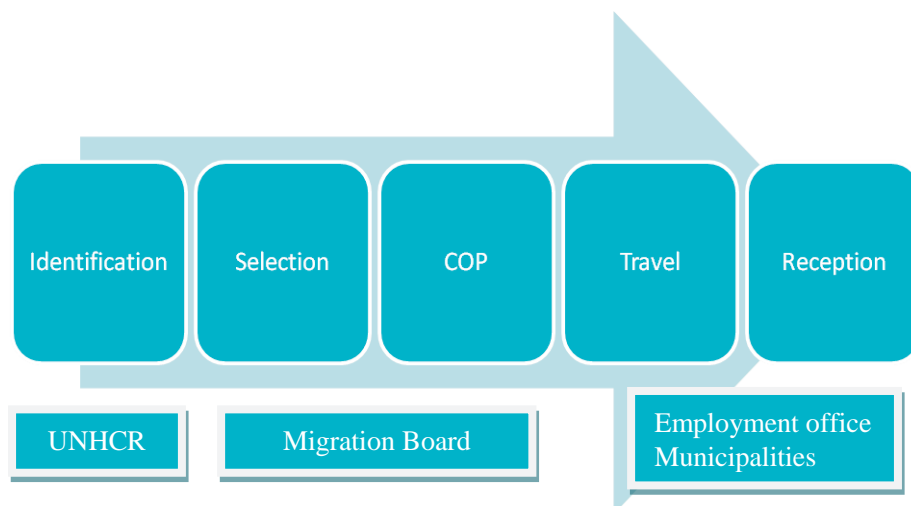 Identification
Selection
COP
Travel
Reception
UNHCR
Migration Board
Employment office
Municipalities